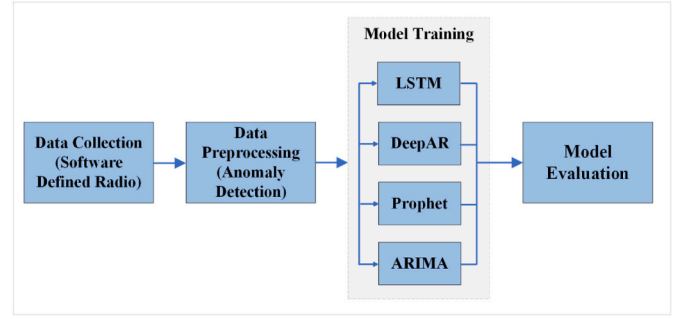 Data Collection
(Software
Defined Radio)
Data
Preprocessing
(Anomaly
Detection)
Model Training
LSTM
DeepAR
Prophet
ARIMA
Model
Evaluation